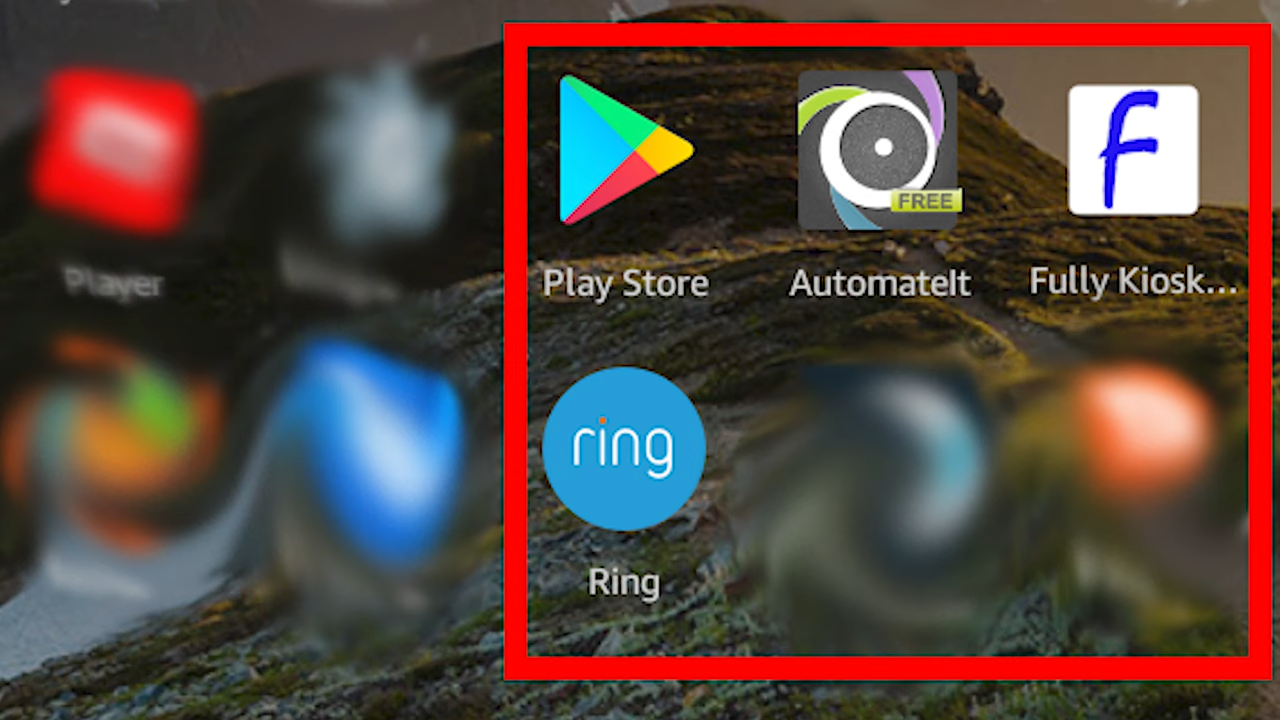 FREE
Player
Play Store
AutomateIt
Fully Kiosk...
ring
Ring